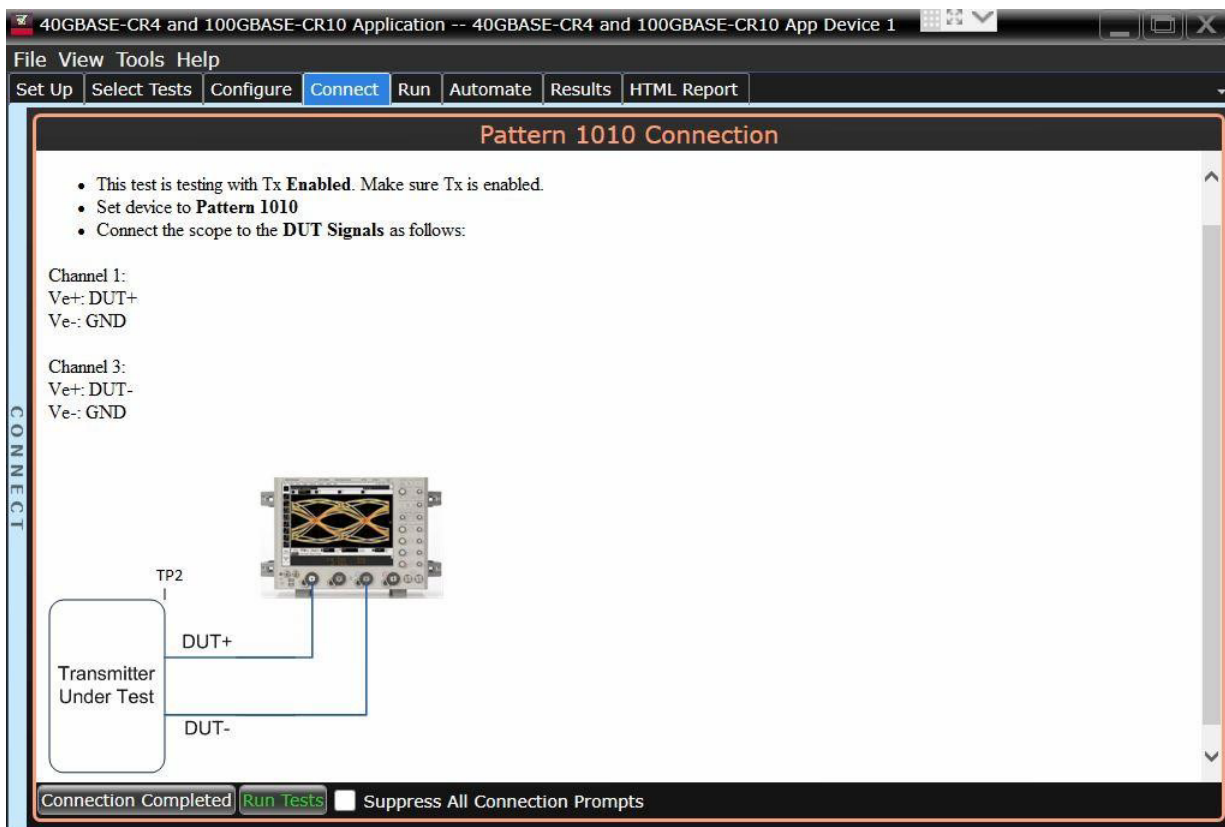 40GBASE-CR4 and 100GBASE-CR10 Application -- 40GBASE-CR4 and 100GBASE-CR10 App Device 1
File View Tools Help
Set Up Select Tests Configure Connect Run Automate Results HTML Report
Pattern 1010 Connection
• This test is testing with Tx Enabled. Make sure Tx is enabled.
• Set device to Pattern 1010
• Connect the scope to the DUT Signals as follows:
Channel 1:
Ve+: DUT+
Ve-: GND
Channel 3:
Ve+: DUT-
Ve-: GND
CONNECT
TP2
DUT+
Transmitter
Under Test
DUT-
Connection Completed Run Tests Suppress All Connection Prompts